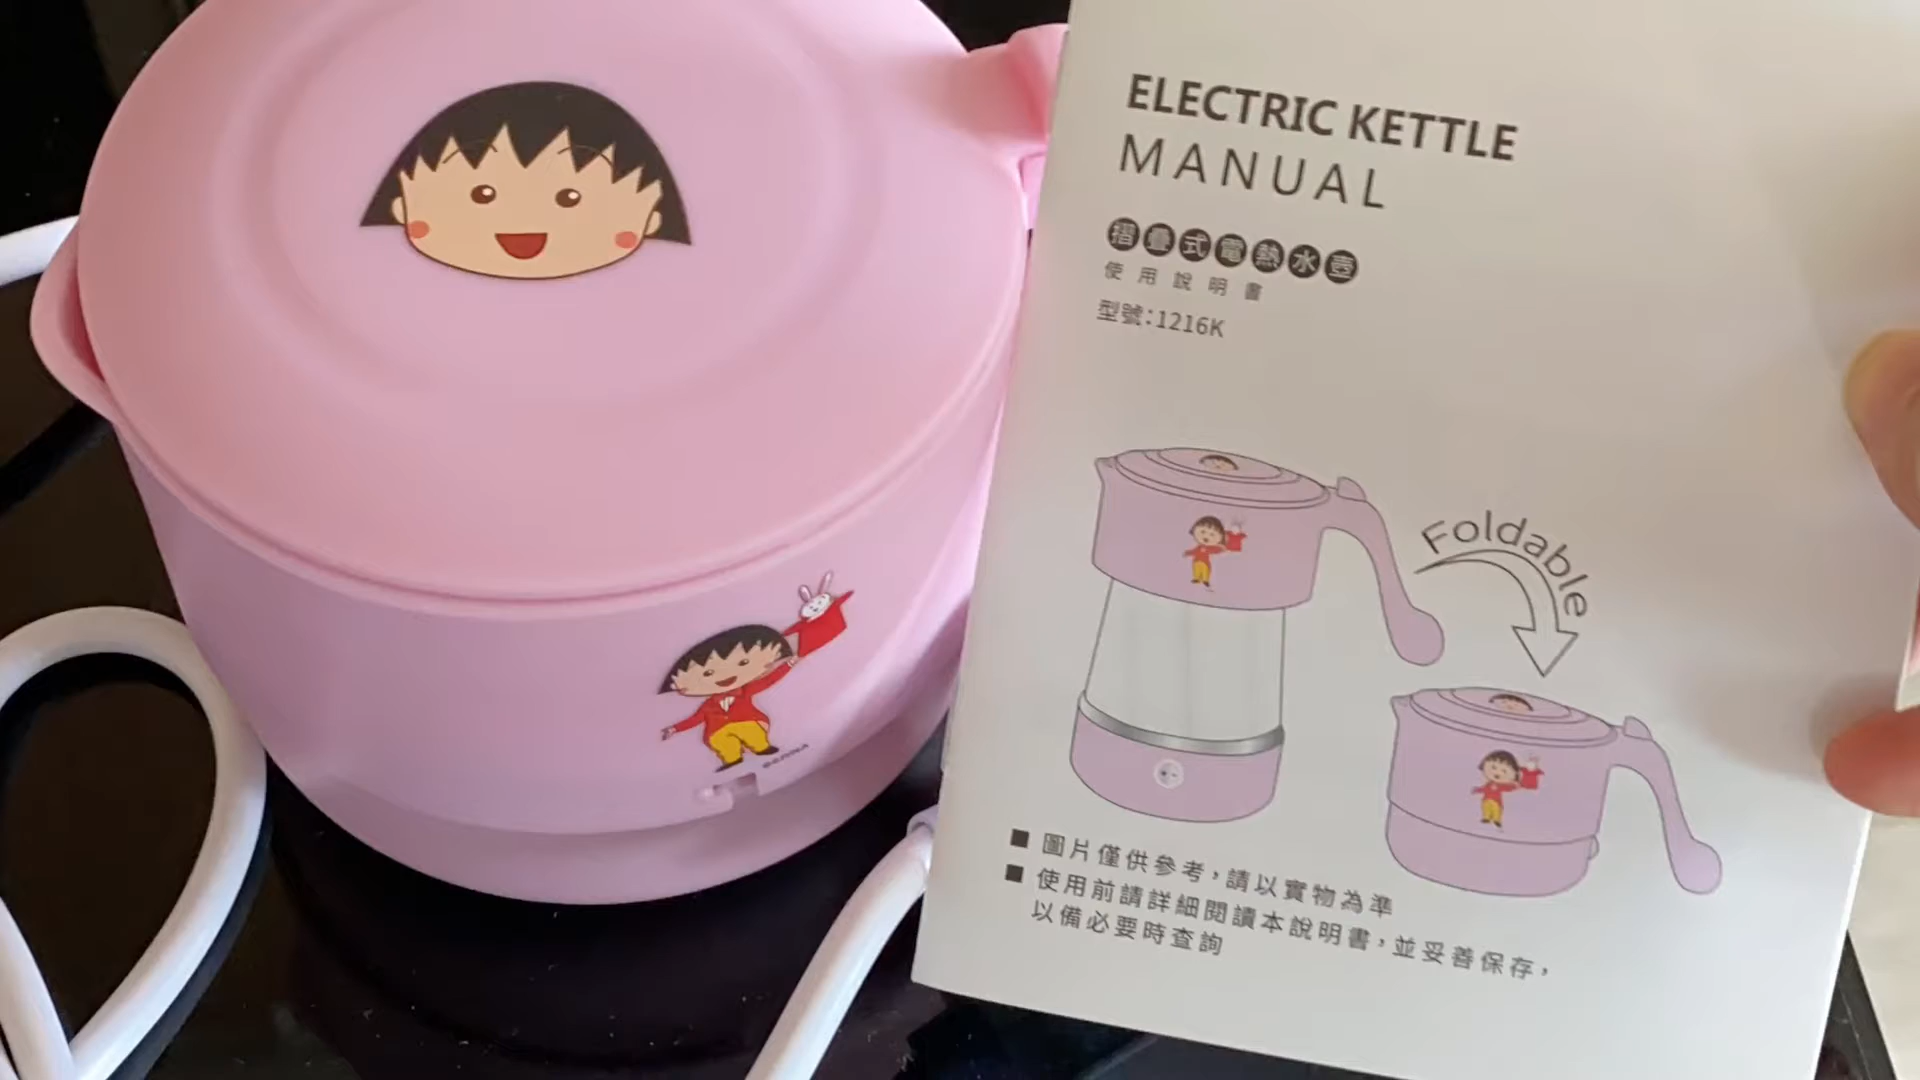 ELECTRIC KETTLE
MANUAL
摺疊式電熱水壺
使用說明書
型號:1216K
Foldable
■ 圖片僅供參考,請以實物為準
■ 使用前請詳細閱讀本說明書,並妥善保存,
以備必要時查詢